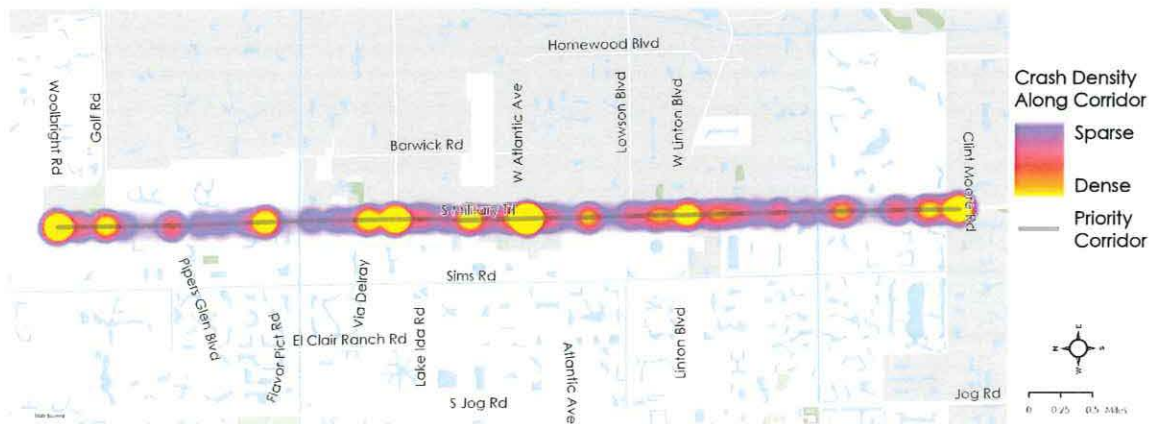 Homewood Blvd
Woolbright Rd
Golf Rd
Barwick Rd
W Atlantic Ave
Lowson Blvd
W Linton Blvd
Clint Moore Rd
S Military Trl
Pipers Glen Blvd
Flavor Pict Rd
Via Delray
El Clair Ranch Rd
Lake Ida Rd
Sims Rd
Atlantic Ave
Linton Blvd
S Jog Rd
Jog Rd
Crash Density
Along Corridor
Sparse
Dense
Priority
Corridor
N
E
S
W
0 0.25 0.5 Miles